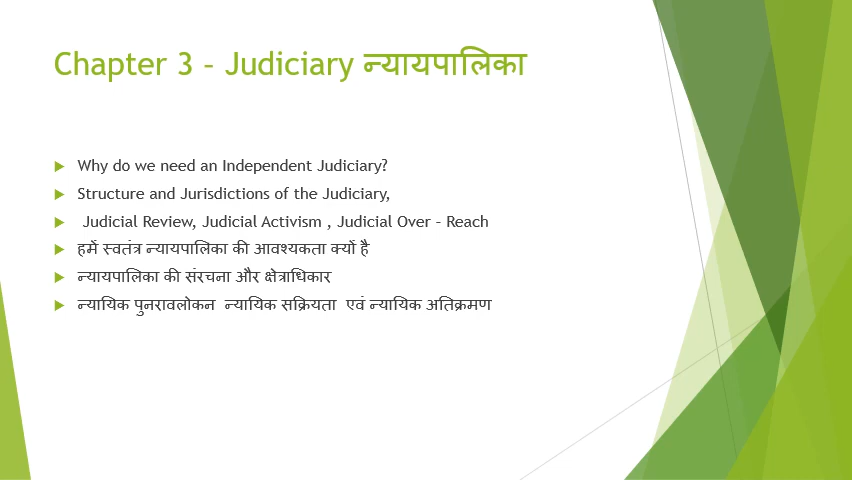 Chapter 3 – Judiciary न्यायपालिका
Why do we need an Independent Judiciary?
Structure and Jurisdictions of the Judiciary,
Judicial Review, Judicial Activism , Judicial Over – Reach
हमें स्वतंत्र न्यायपालिका की आवश्यकता क्यों है
न्यायपालिका की संरचना और क्षेत्राधिकार
न्यायिक पुनरावलोकन न्यायिक सक्रियता एवं न्यायिक अतिक्रमण